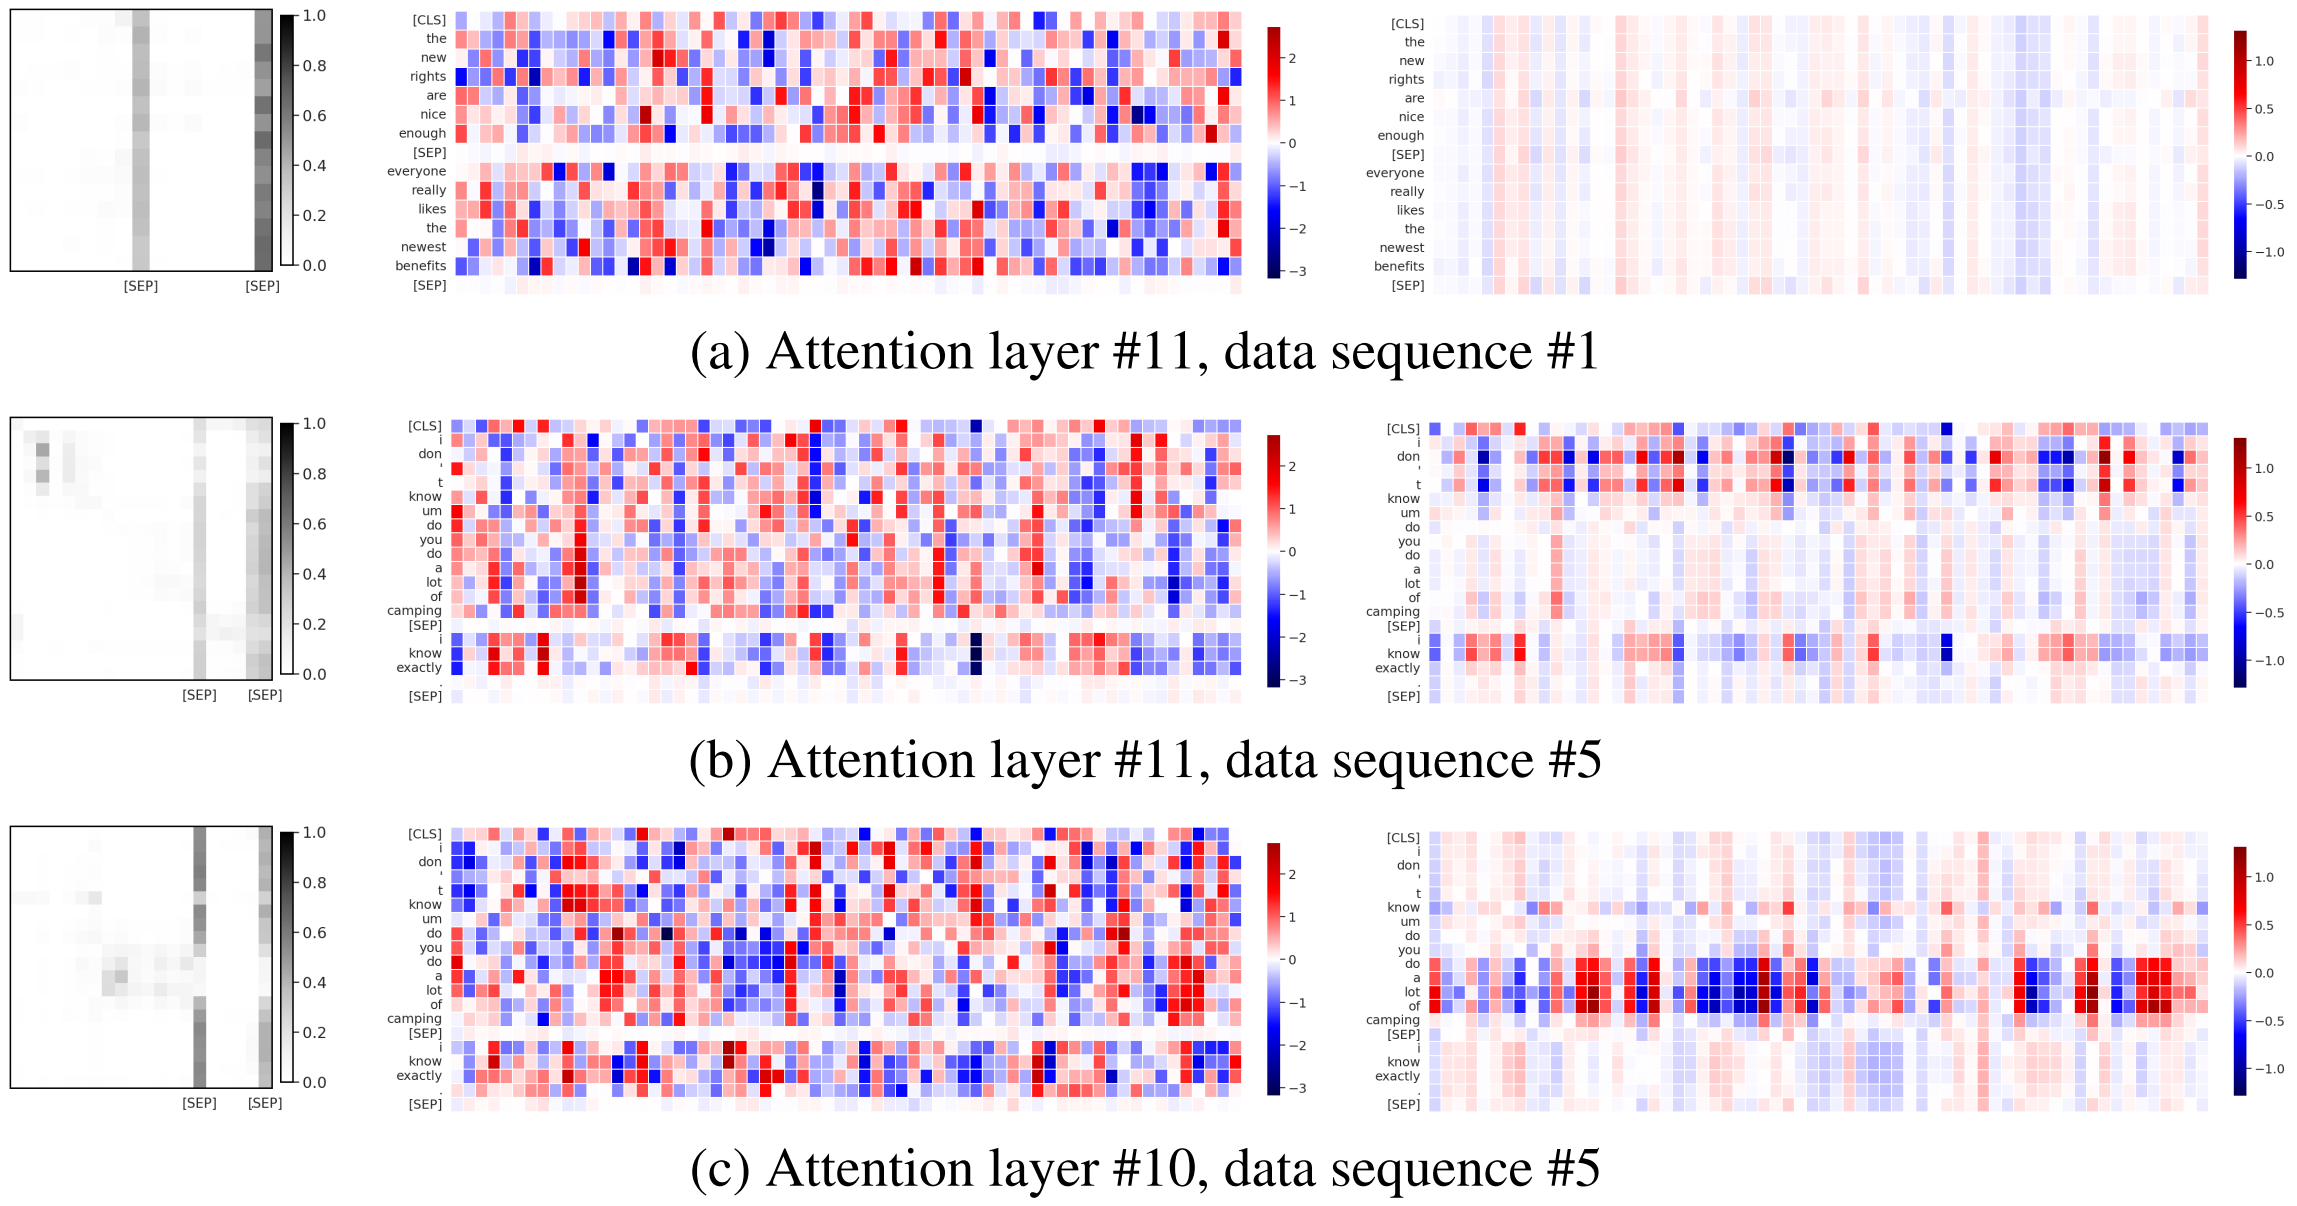 1.0
0.8
0.6
0.4
0.2
0.0
[SEP]
[SEP]
[CLS]
the
new
rights
are
nice
enough
[SEP]
everyone
really
likes
the
newest
benefits
[SEP]
2
1
0
−1
−2
−3
[CLS]
the
new
rights
are
nice
enough
[SEP]
everyone
really
likes
the
newest
benefits
[SEP]
1.0
0.5
0.0
−0.5
−1.0
(a) Attention layer #11, data sequence #1
1.0
0.8
0.6
0.4
0.2
0.0
[SEP]
[SEP]
[CLS]
i
don
'
t
know
um
do
you
do
a
lot
of
camping
[SEP]
i
know
exactly
.
[SEP]
2
1
0
−1
−2
−3
[CLS]
i
don
'
t
know
um
do
you
do
a
lot
of
camping
[SEP]
i
know
exactly
.
[SEP]
1.0
0.5
0.0
−0.5
−1.0
(b) Attention layer #11, data sequence #5
1.0
0.8
0.6
0.4
0.2
0.0
[SEP]
[SEP]
[CLS]
i
don
'
t
know
um
do
you
do
a
lot
of
camping
[SEP]
i
know
exactly
.
[SEP]
2
1
0
−1
−2
−3
[CLS]
i
don
'
t
know
um
do
you
do
a
lot
of
camping
[SEP]
i
know
exactly
.
[SEP]
1.0
0.5
0.0
−0.5
−1.0
(c) Attention layer #10, data sequence #5